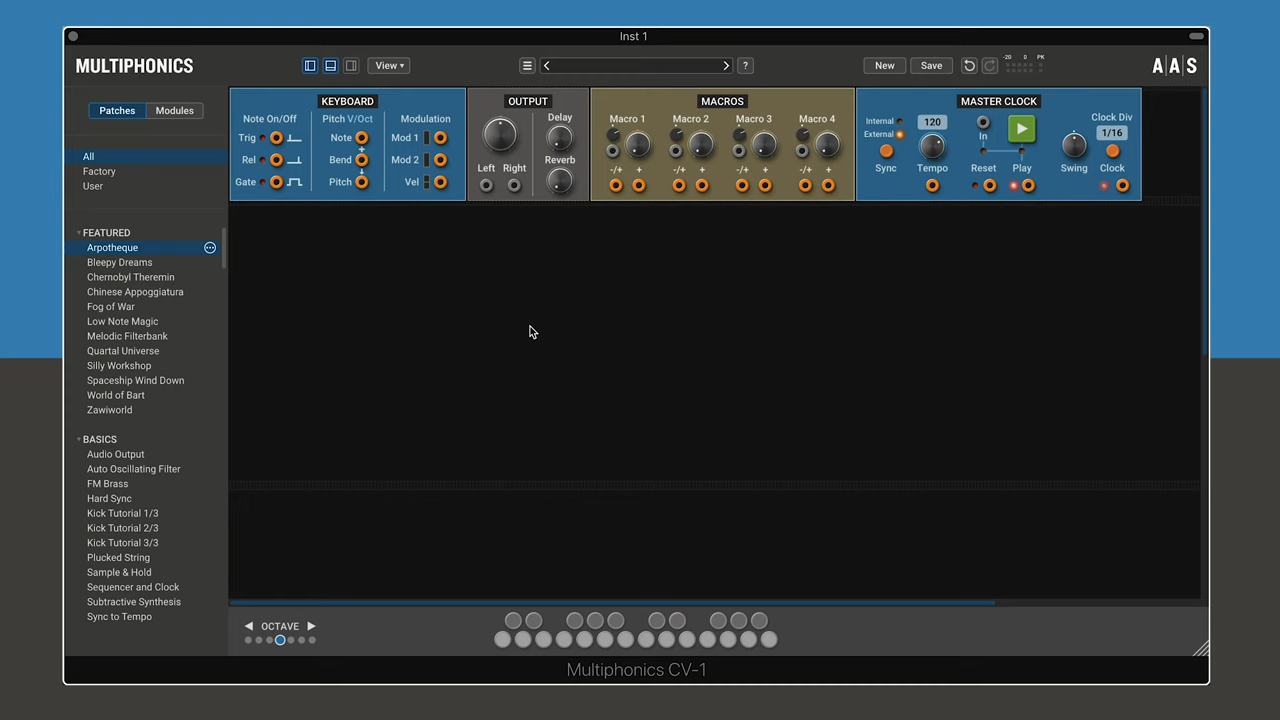 Inst 1
MULTIPHONICS
View ▾
?
New
Save
-20 0 PK
A|A|S
Patches
Modules
All
Factory
User
FEATURED
Arpotheque
Bleepy Dreams
Chernobyl Theremin
Chinese Appoggiatura
Fog of War
Low Note Magic
Melodic Filterbank
Quartal Universe
Silly Workshop
Spaceship Wind Down
World of Bart
Zawiworld
BASICS
Audio Output
Auto Oscillating Filter
FM Brass
Hard Sync
Kick Tutorial 1/3
Kick Tutorial 2/3
Kick Tutorial 3/3
Plucked String
Sample & Hold
Sequencer and Clock
Subtractive Synthesis
Sync to Tempo
KEYBOARD
Note On/Off
Pitch V/Oct
Modulation
Trig
Note
Mod 1
Rel
Bend
Mod 2
Gate
Pitch
Vel
OUTPUT
Delay
Reverb
Left
Right
MACROS
Macro 1
Macro 2
Macro 3
Macro 4
-/+ + -/+ + -/+ + -/+ +
MASTER CLOCK
Internal
External
120
In
Clock Div
1/16
Sync
Tempo
Reset
Play
Swing
Clock
◀ OCTAVE ▶
Multiphonics CV-1